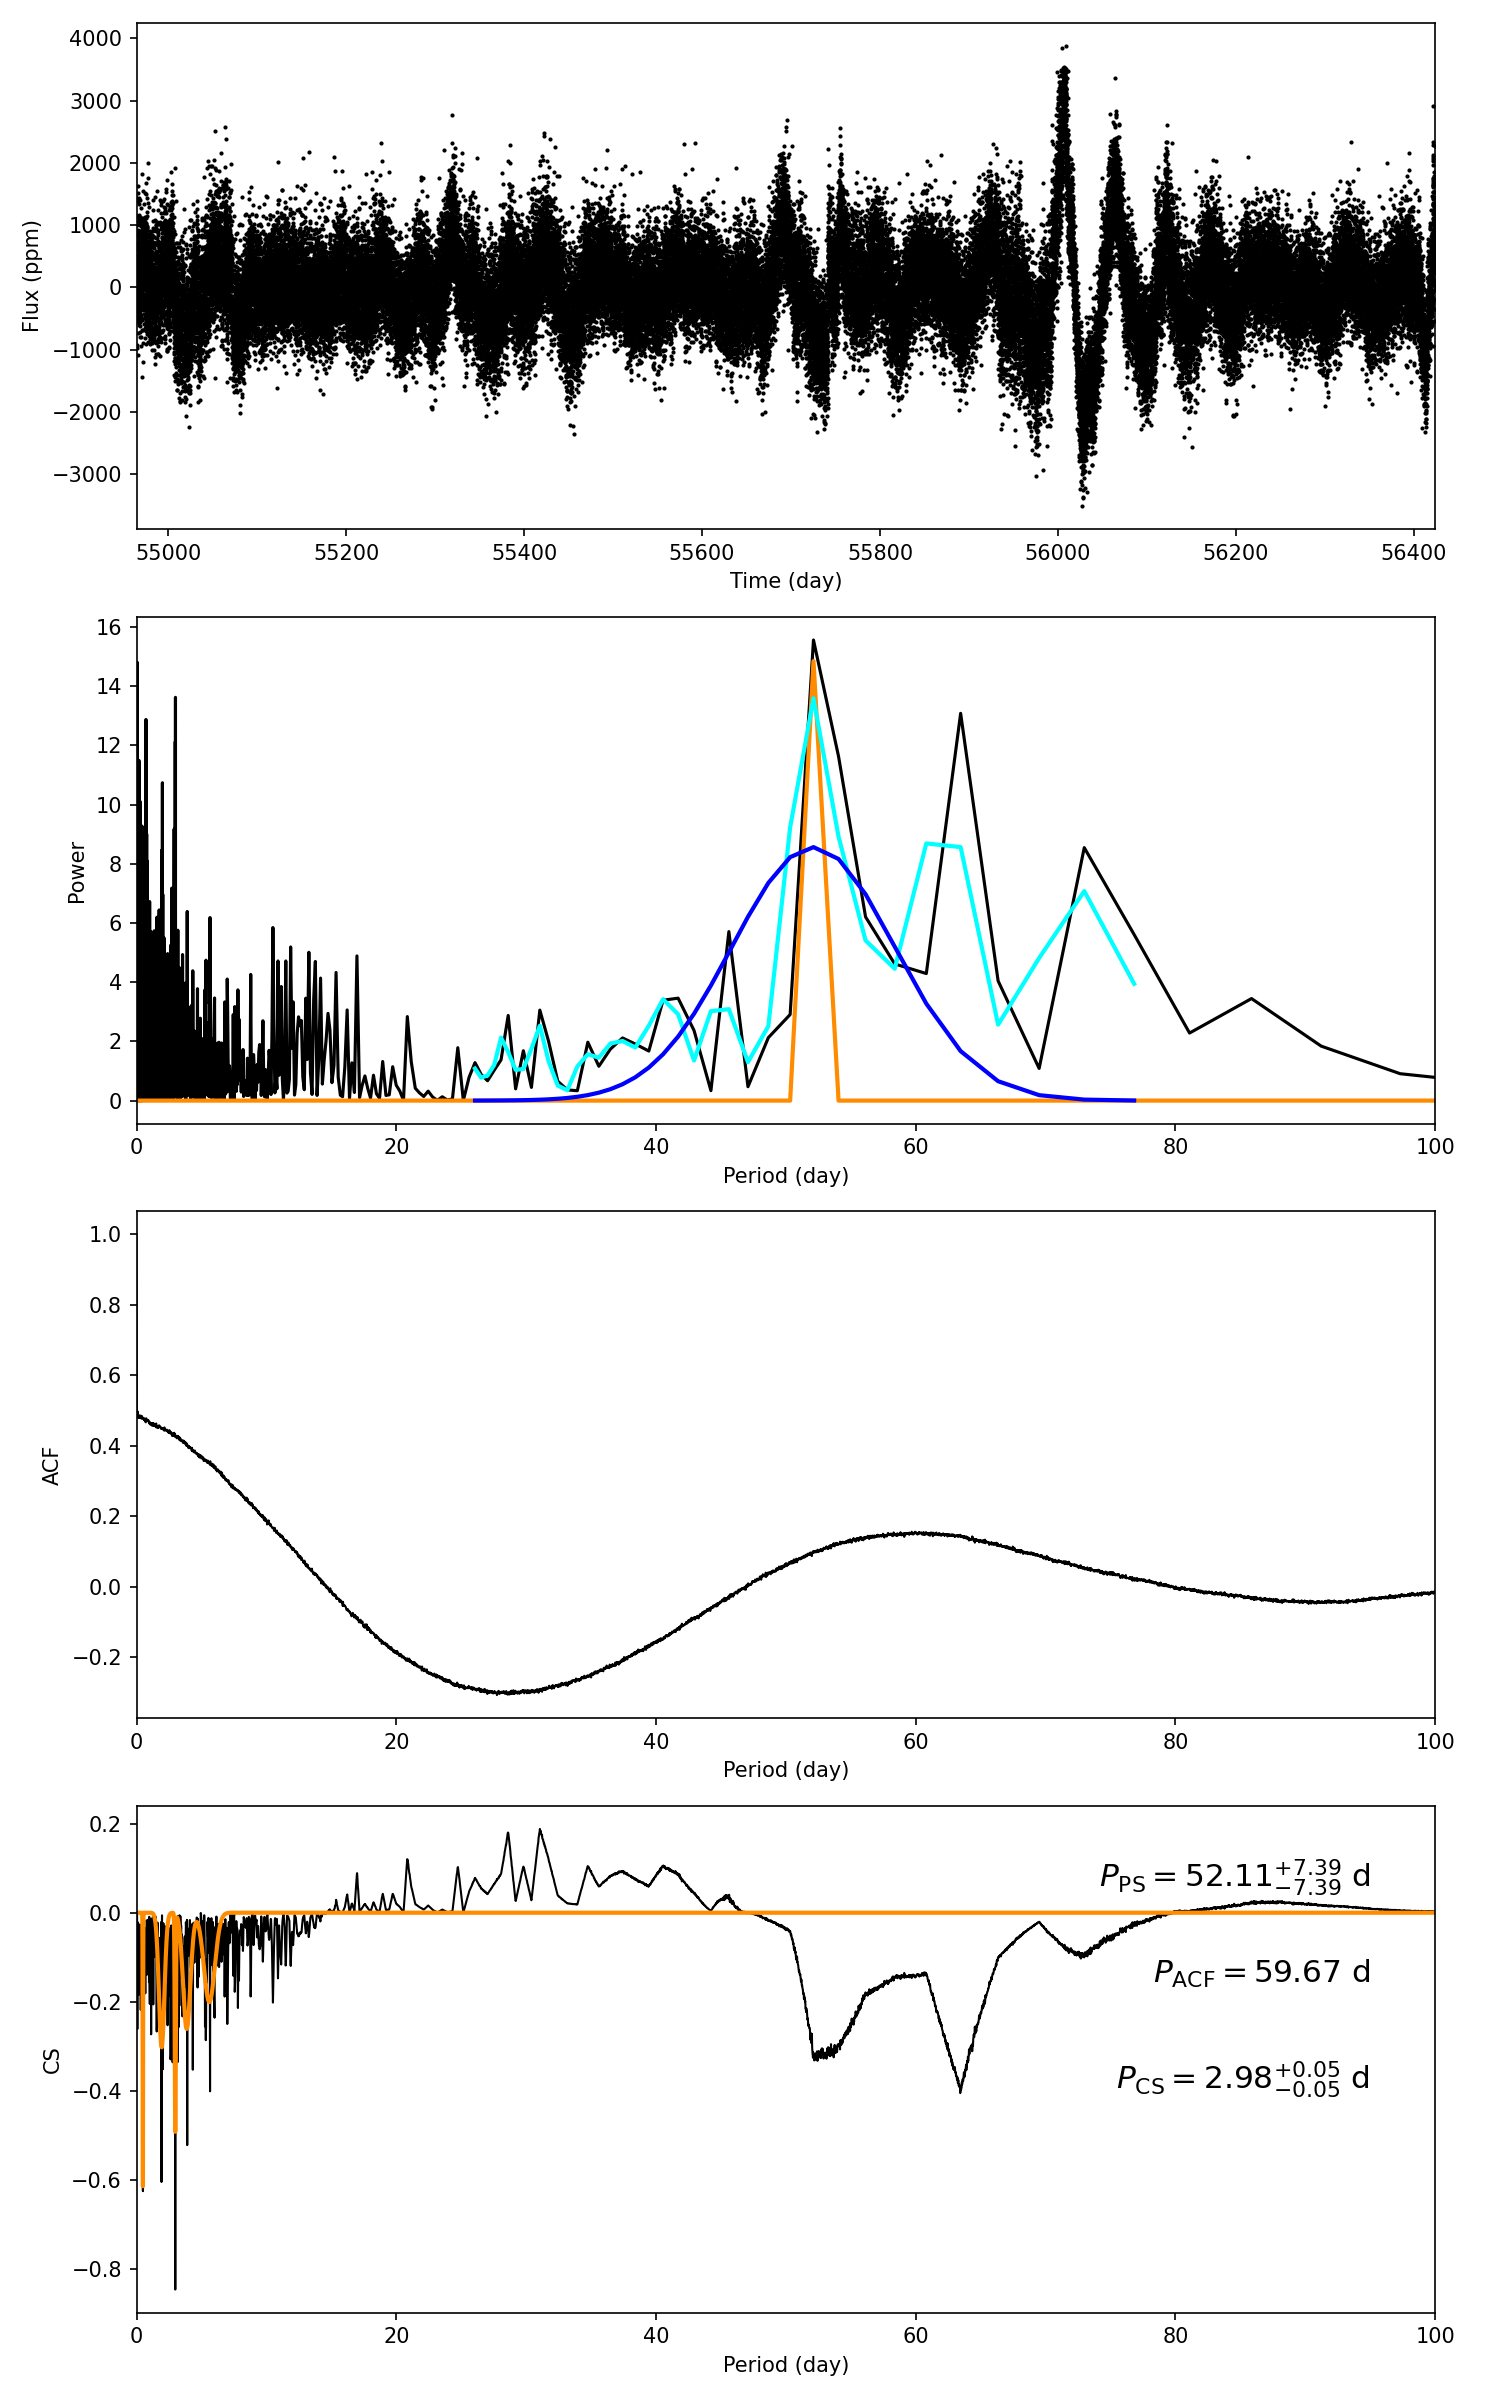 4000
3000
2000
1000
0
−1000
−2000
−3000
Flux (ppm)
55000 55200 55400 55600 55800 56000 56200 56400
Time (day)
16
14
12
10
8
6
4
2
0
Power
0 20 40 60 80 100
Period (day)
1.0
0.8
0.6
0.4
0.2
0.0
−0.2
ACF
0 20 40 60 80 100
Period (day)
0.2
0.0
−0.2
−0.4
−0.6
−0.8
CS
P_PS = 52.11 +7.39 −7.39 d
P_ACF = 59.67 d
P_CS = 2.98 +0.05 −0.05 d
0 20 40 60 80 100
Period (day)